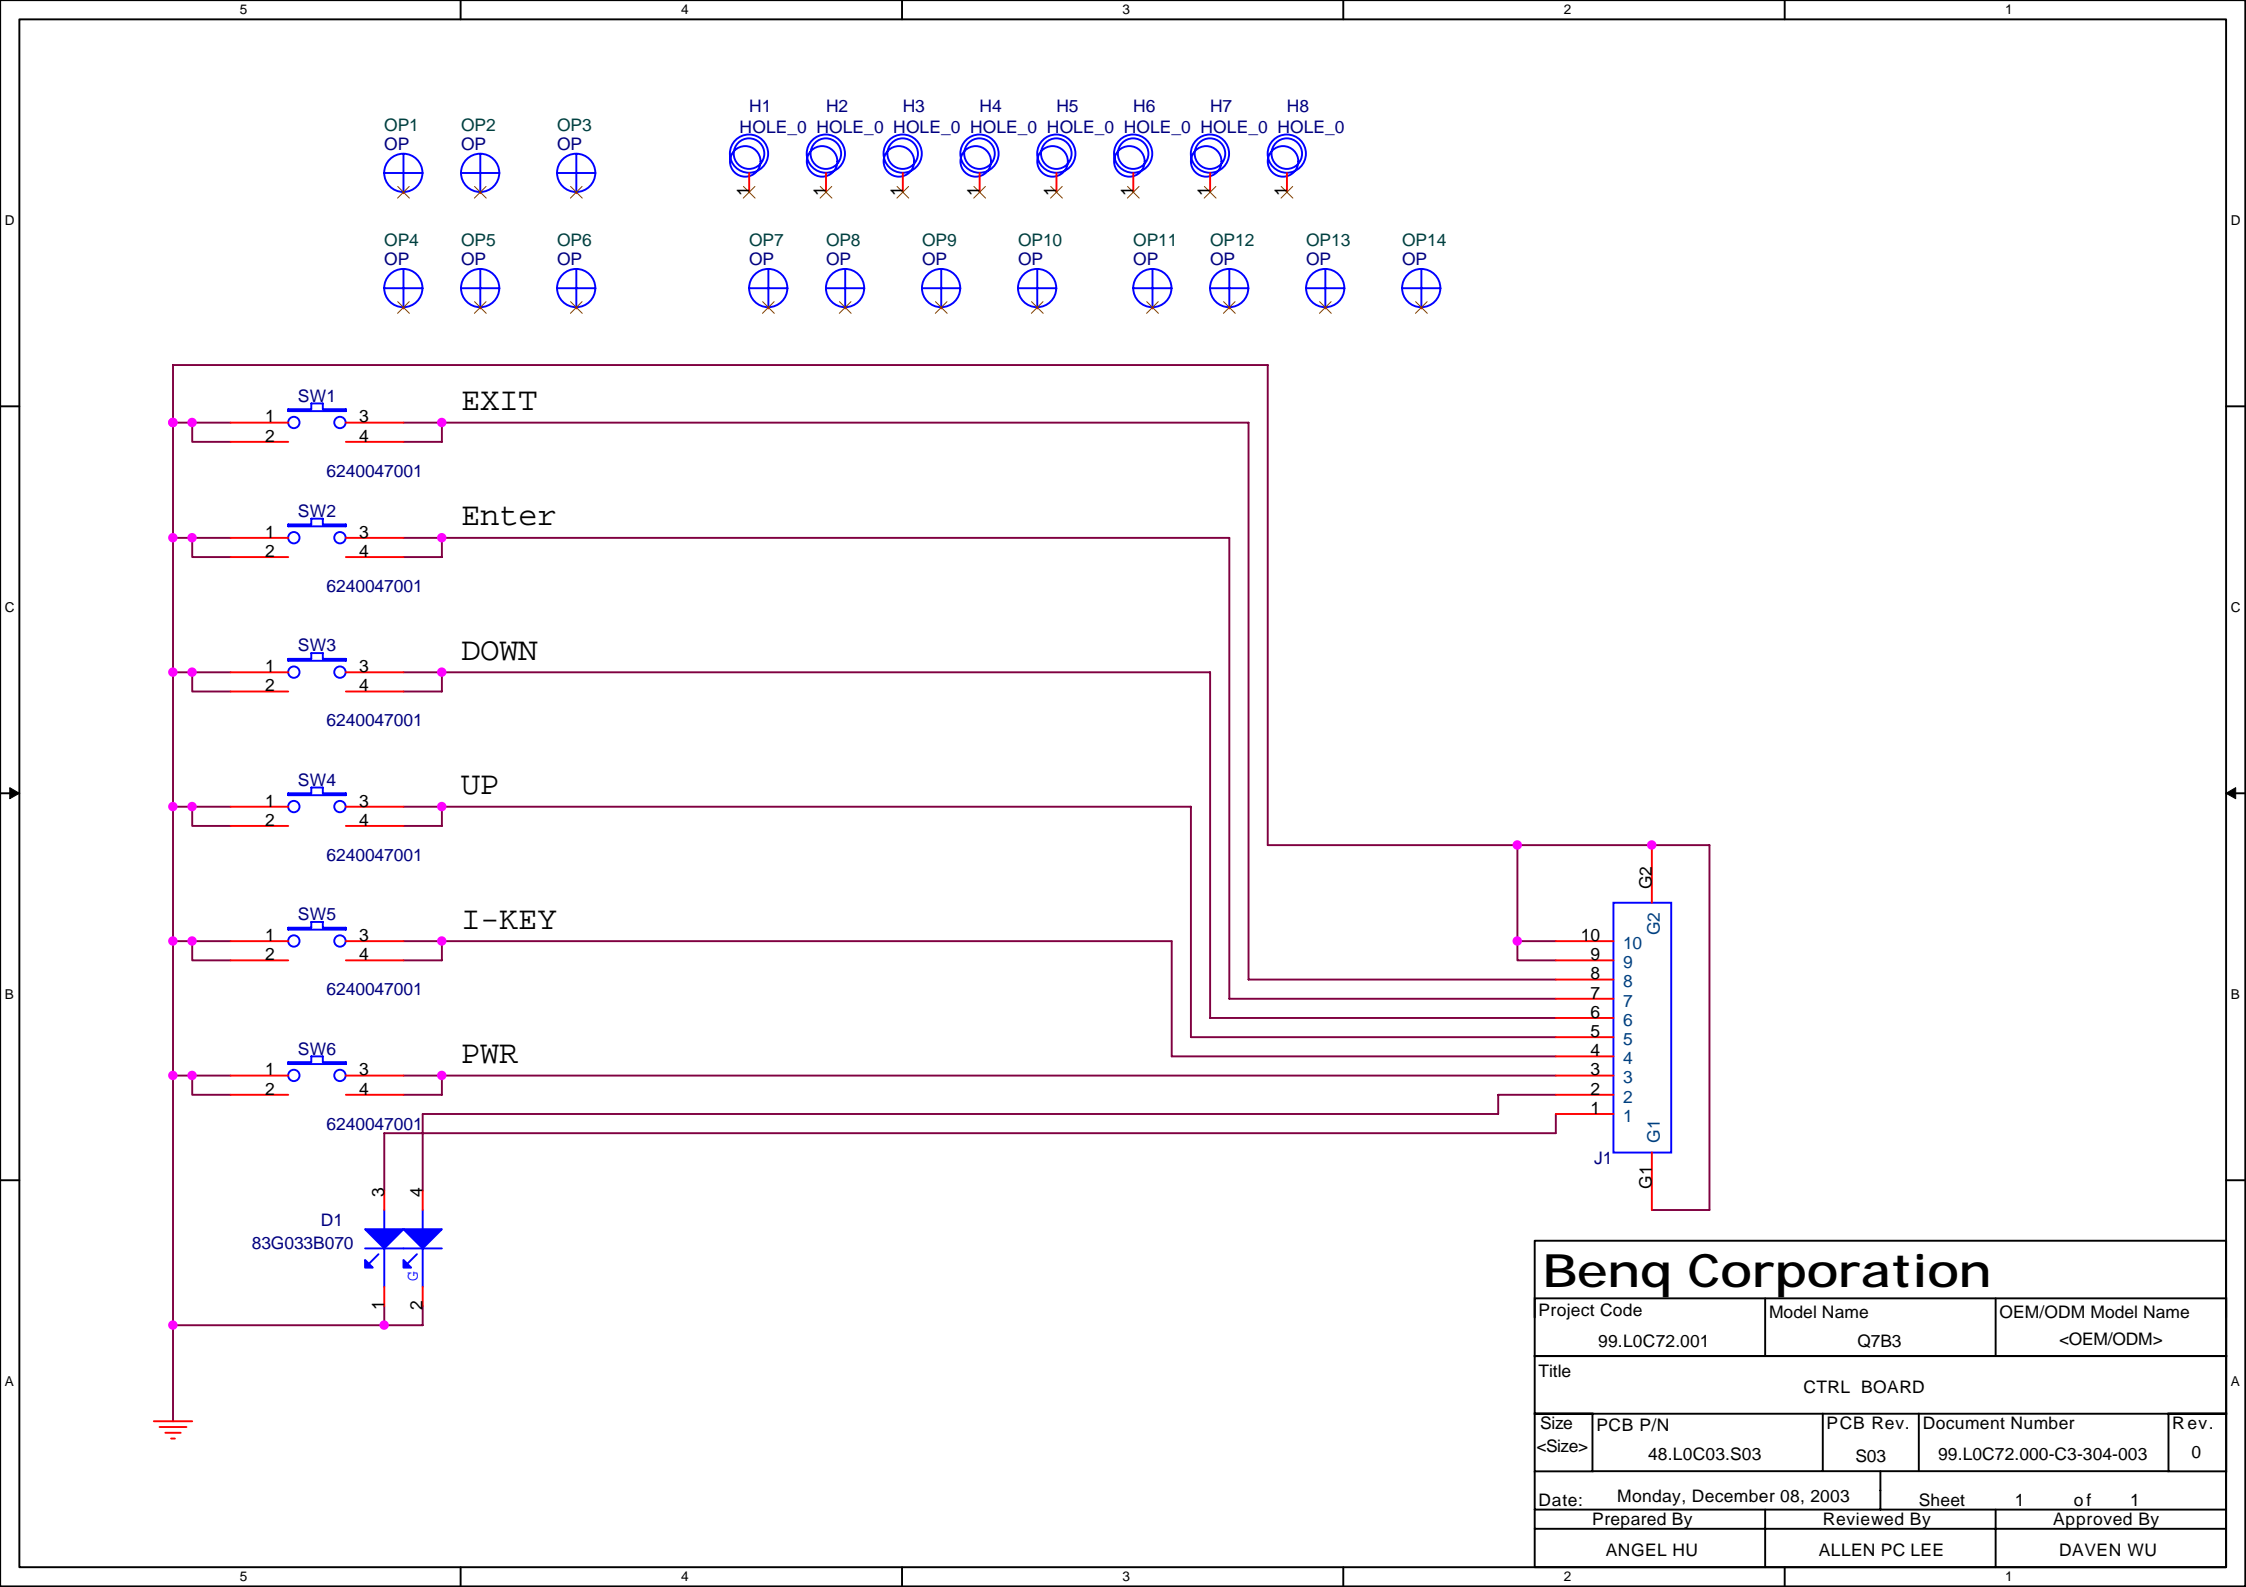 5 4 3 2 1
H1 H2 H3 H4 H5 H6 H7 H8
HOLE_0 HOLE_0 HOLE_0 HOLE_0 HOLE_0 HOLE_0 HOLE_0 HOLE_0
OP1 OP2 OP3
OP OP OP
1 1 1 1 1 1 1 1
D D
OP4 OP5 OP6 OP7 OP8 OP9 OP10 OP11 OP12 OP13 OP14
OP OP OP OP OP OP OP OP OP OP OP
SW1 EXIT
1 3
2 4
6240047001
SW2 Enter
1 3
2 4
6240047001
C C
SW3 DOWN
1 3
2 4
6240047001
SW4 UP
1 3
2 4
6240047001
G2
SW5 I-KEY
G2
1 3
2 4
10 10
9 9
8 8
7 7
6 6
5 5
4 4
3 3
2 2
1 1
6240047001
B B
SW6 PWR
1 3
2 4
6240047001
G1
J1
G1
3 4
D1
83G033B070
G
1 2
Benq Corporation
Project Code Model Name OEM/ODM Model Name
99.L0C72.001 Q7B3 <OEM/ODM>
Title
CTRL BOARD
A A
Size PCB P/N PCB Rev. Document Number Rev.
<Size> 48.L0C03.S03 S03 99.L0C72.000-C3-304-003 0
Date: Monday, December 08, 2003 Sheet 1 of 1
Prepared By Reviewed By Approved By
ANGEL HU ALLEN PC LEE DAVEN WU
5 4 3 2 1